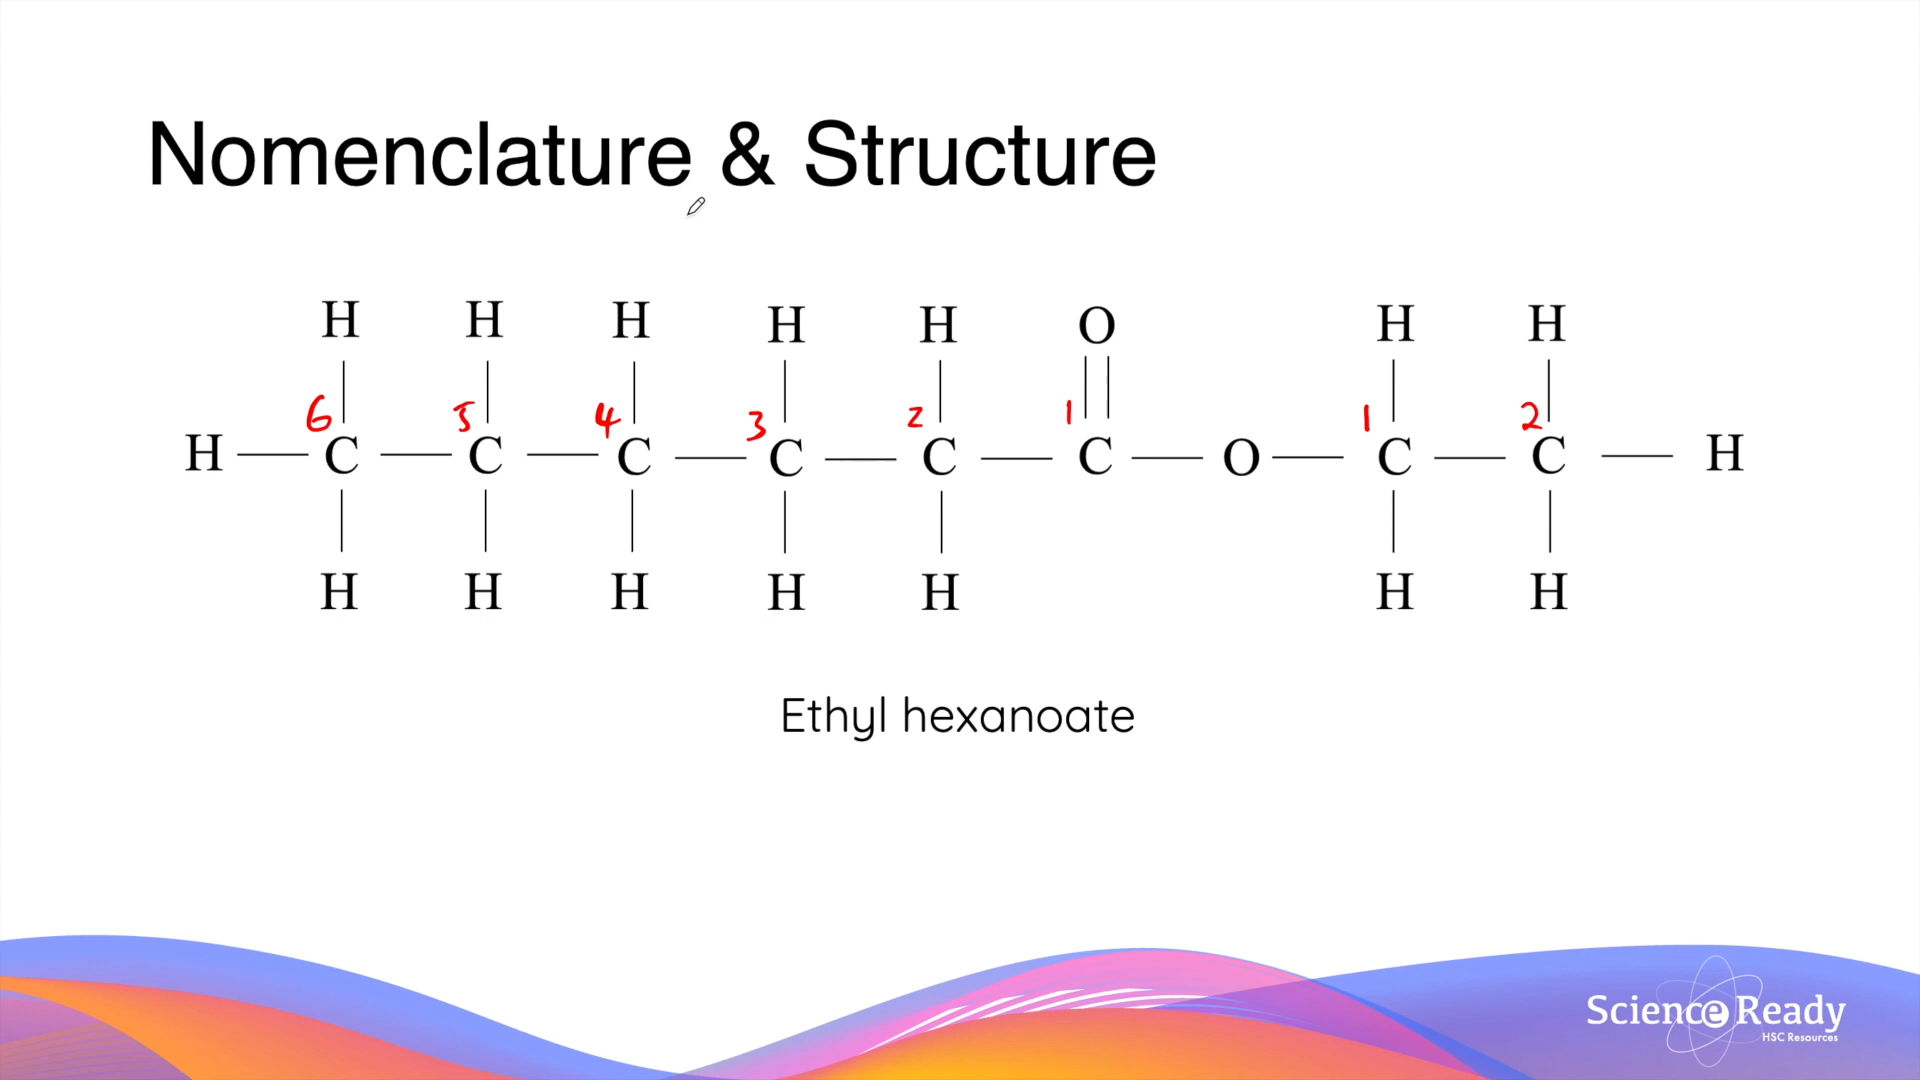 Nomenclature & Structure
H H H H H O H H
6 5 4 3 2 1 1 2
H C C C C C C O C C H
H H H H H H H
Ethyl hexanoate
Science Ready
HSC Resources